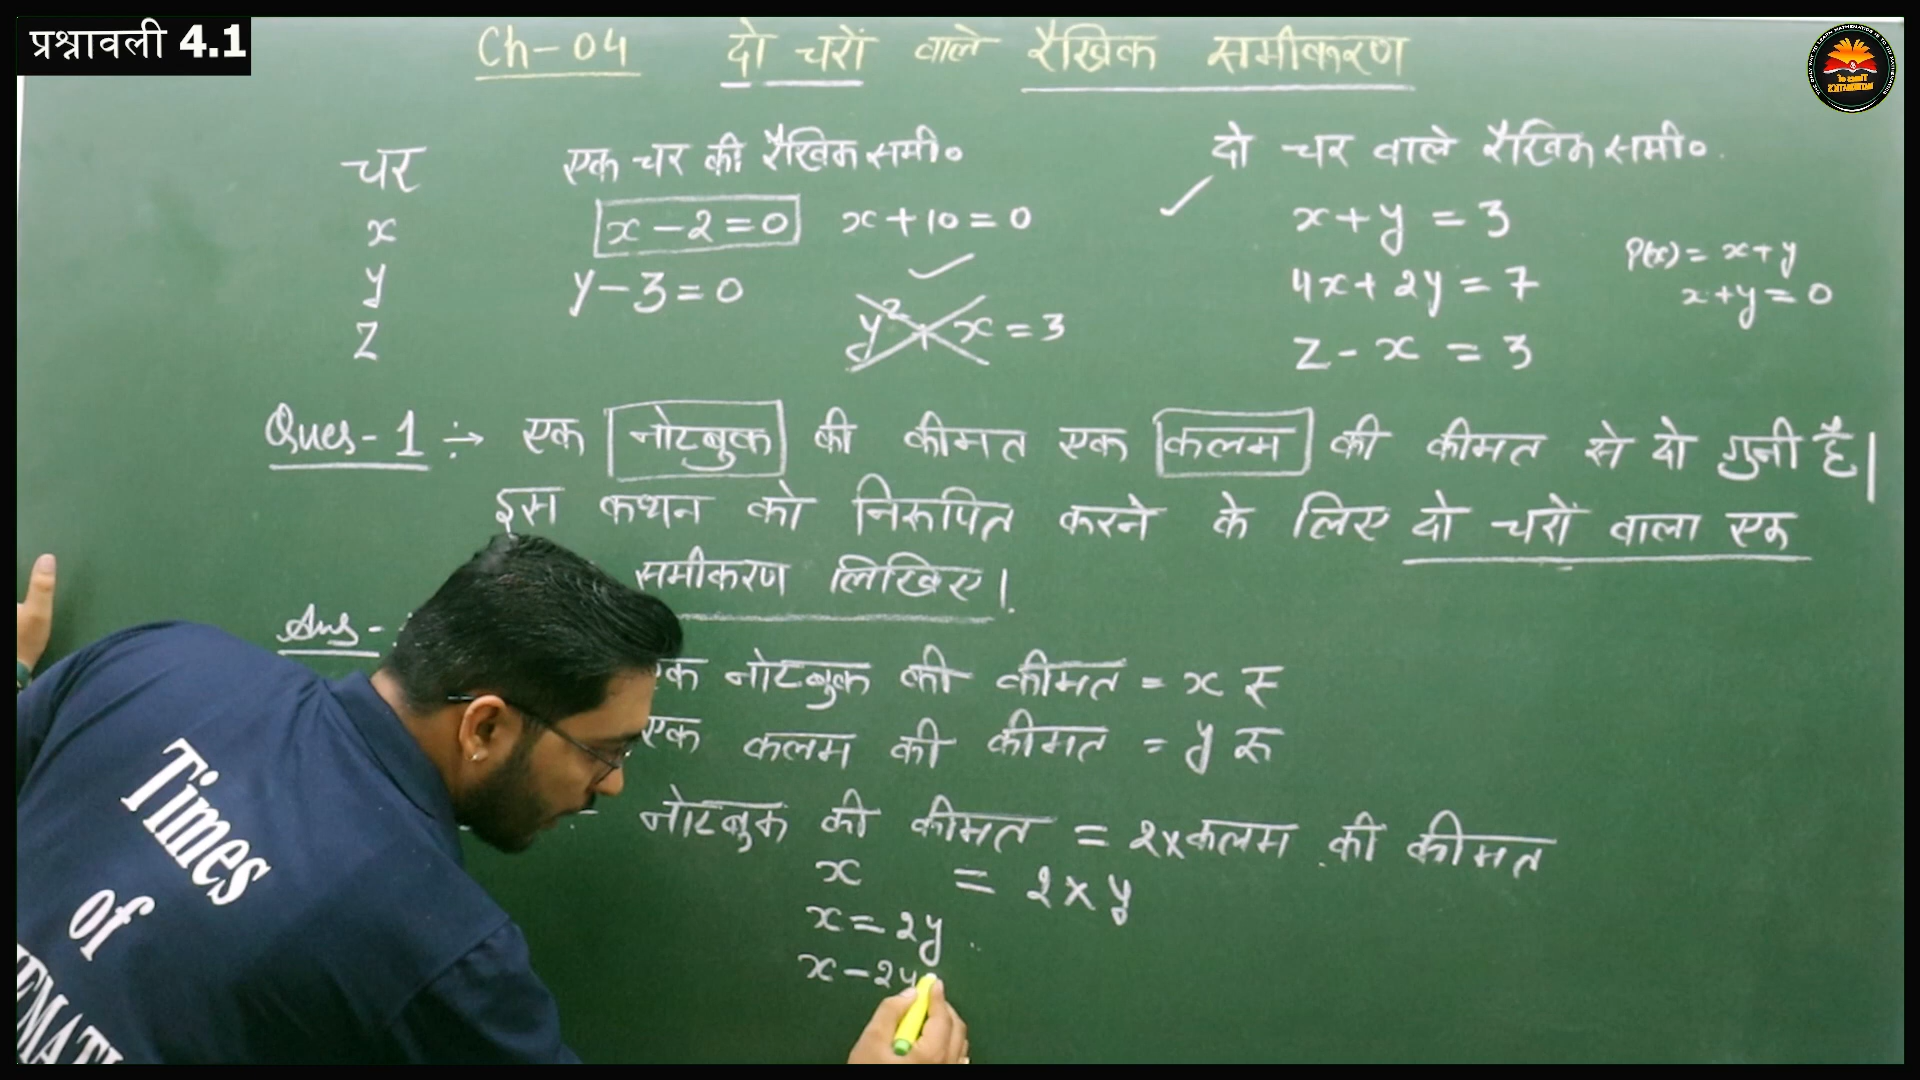 प्रश्नावली 4.1
Ch-04 दो चरों वाले रैखिक समीकरण
चर
x
y
z
एक चर की रैखिक समी०
x-2=0 x+10=0
y-3=0
y² x = 3
दो चर वाले रैखिक समी०
x+y = 3
4x+2y = 7
z-x = 3
P(x) = x+y
x+y=0
Ques-1 :→ एक नोटबुक की कीमत एक कलम की कीमत से दो गुनी है।
इस कथन को निरूपित करने के लिए दो चरों वाला एक
समीकरण लिखिए।
Ans-
एक नोटबुक की कीमत = x रु
एक कलम की कीमत = y रु
नोटबुक की कीमत = 2x कलम की कीमत
x = 2 x y
x = 2y
x-2y
Times
of